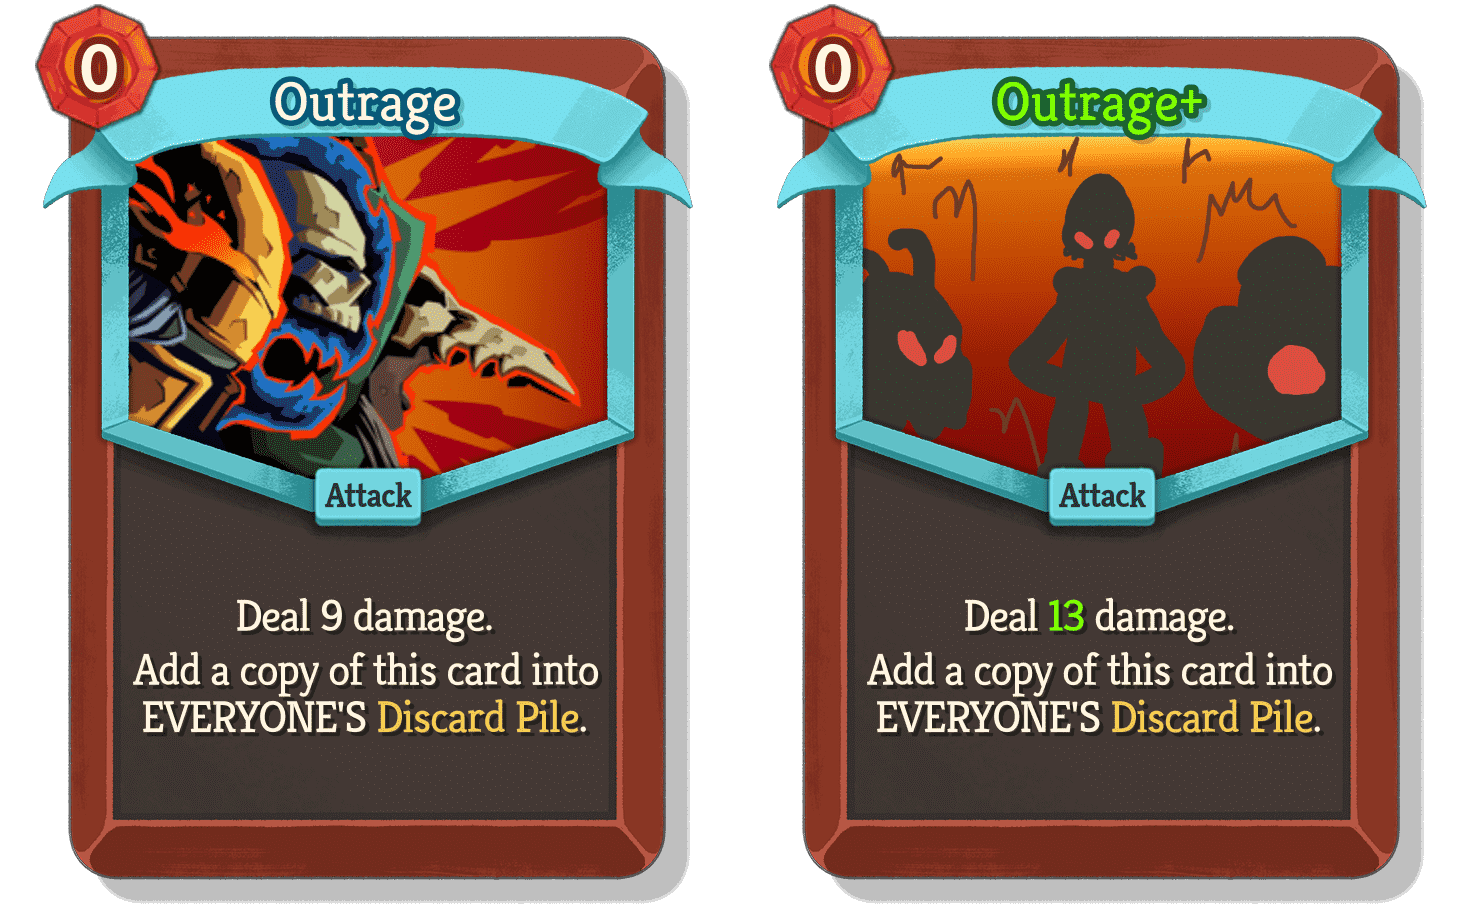 0
Outrage
Attack
Deal 9 damage.
Add a copy of this card into
EVERYONE'S Discard Pile.
0
Outrage+
Attack
Deal 13 damage.
Add a copy of this card into
EVERYONE'S Discard Pile.